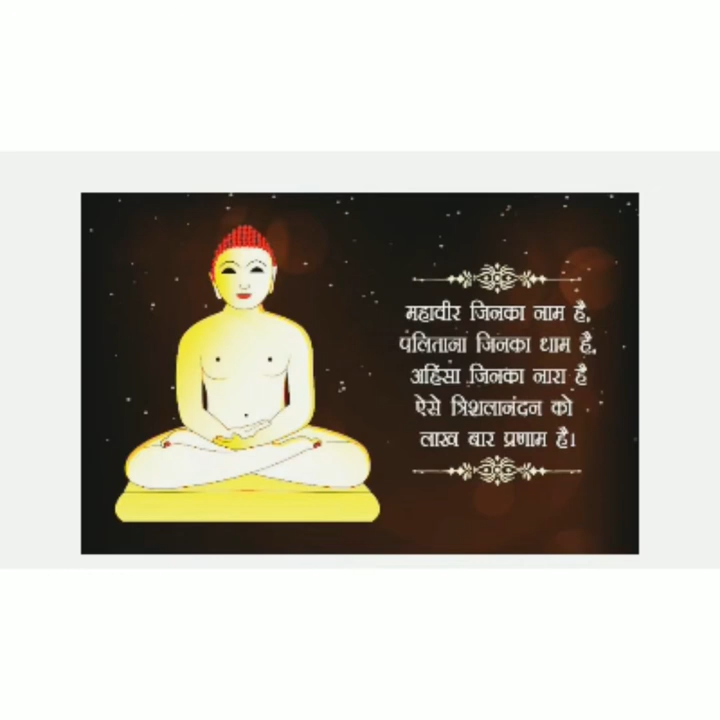 महावीर जिनका नाम है,
पलिताना जिनका धाम है,
अहिंसा जिनका नारा है
ऐसे त्रिशलानंदन को
लाख बार प्रणाम है।